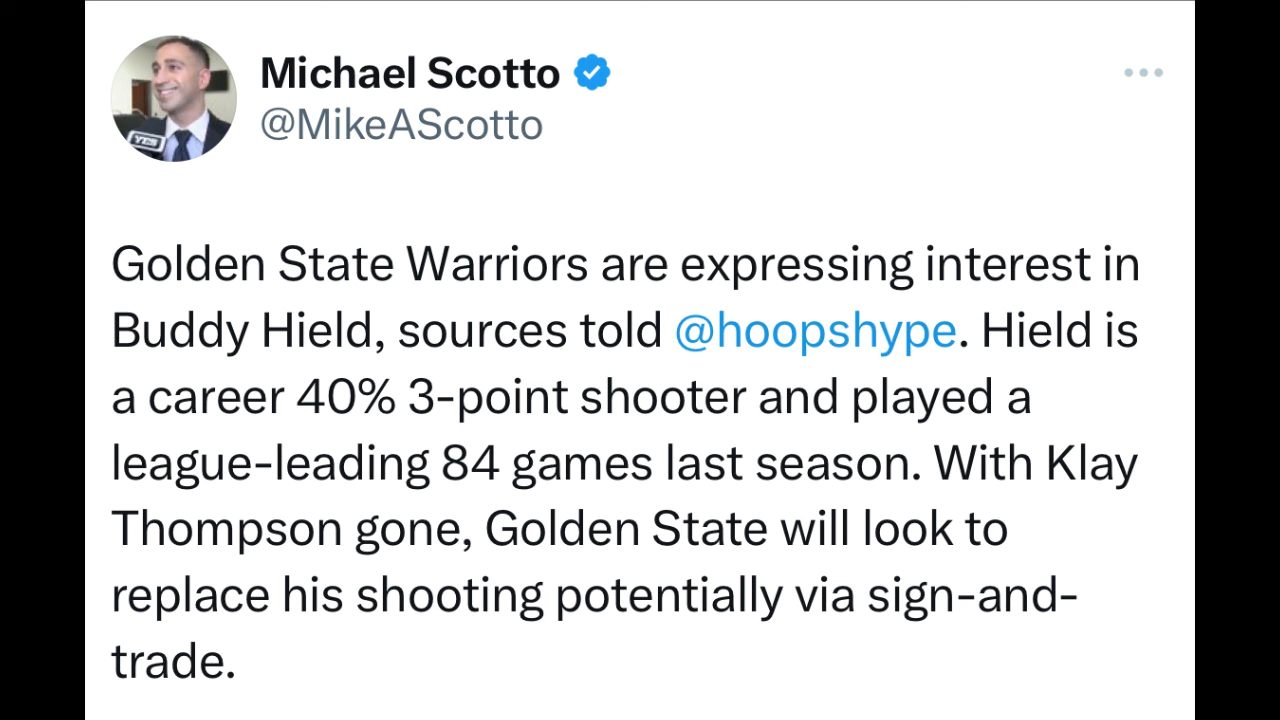 Michael Scotto
@MikeAScotto
YES
Golden State Warriors are expressing interest in
Buddy Hield, sources told @hoopshype. Hield is
a career 40% 3-point shooter and played a
league-leading 84 games last season. With Klay
Thompson gone, Golden State will look to
replace his shooting potentially via sign-and-
trade.